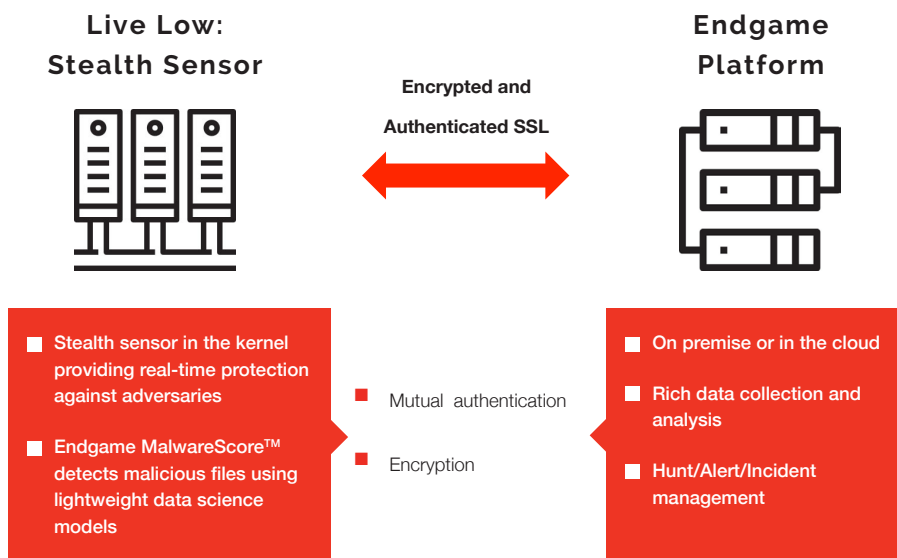 Live Low:
Stealth Sensor
Encrypted and
Authenticated SSL
Endgame
Platform
Stealth sensor in the kernel
providing real-time protection
against adversaries
Endgame MalwareScore™
detects malicious files using
lightweight data science
models
Mutual authentication
Encryption
On premise or in the cloud
Rich data collection and
analysis
Hunt/Alert/Incident
management